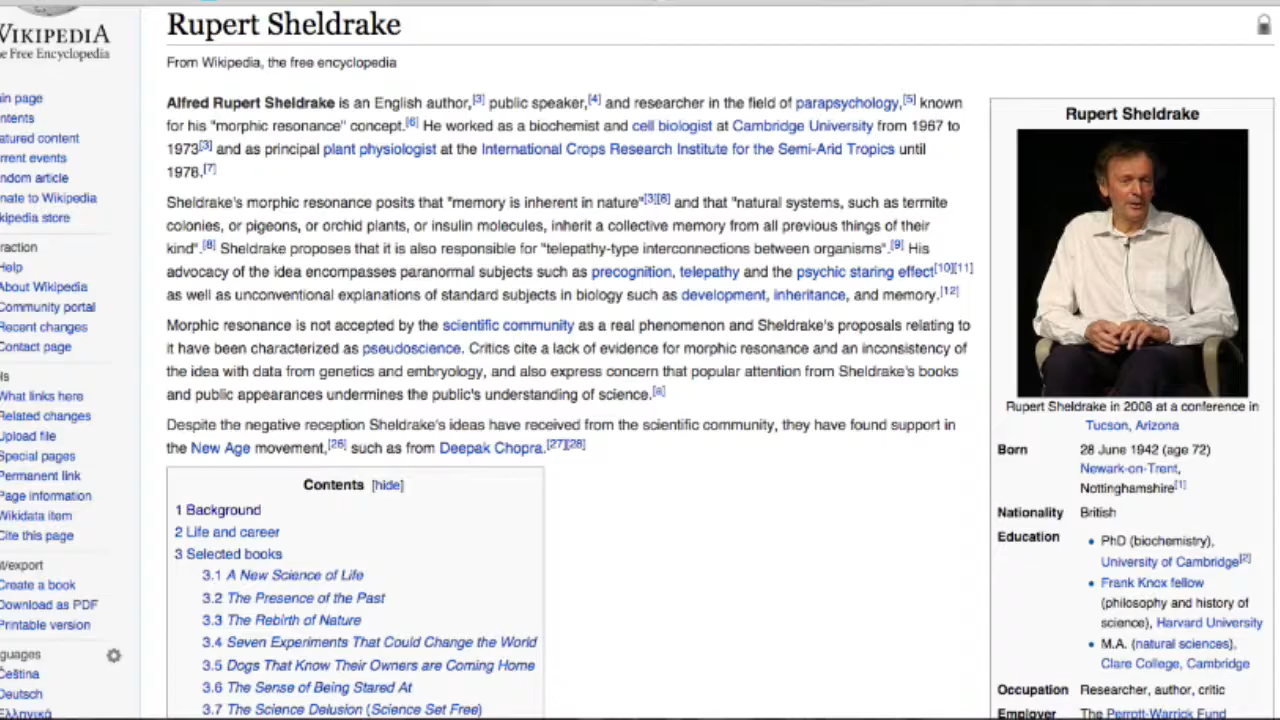 WIKIPEDIA
e Free Encyclopedia
ain page
ntents
atured content
rrent events
ndom article
nate to Wikipedia
kipedia store
raction
Help
About Wikipedia
Community portal
Recent changes
Contact page
ls
What links here
Related changes
Upload file
Special pages
Permanent link
Page information
Wikidata item
Cite this page
t/export
Create a book
Download as PDF
Printable version
guages
Čeština
Deutsch
Ελληνικά
Rupert Sheldrake
From Wikipedia, the free encyclopedia
Alfred Rupert Sheldrake is an English author,[3] public speaker,[4] and researcher in the field of parapsychology,[5] known
for his "morphic resonance" concept.[6] He worked as a biochemist and cell biologist at Cambridge University from 1967 to
1973[3] and as principal plant physiologist at the International Crops Research Institute for the Semi-Arid Tropics until
1978.[7]
Sheldrake's morphic resonance posits that "memory is inherent in nature"[3][8] and that "natural systems, such as termite
colonies, or pigeons, or orchid plants, or insulin molecules, inherit a collective memory from all previous things of their
kind".[8] Sheldrake proposes that it is also responsible for "telepathy-type interconnections between organisms".[9] His
advocacy of the idea encompasses paranormal subjects such as precognition, telepathy and the psychic staring effect[10][11]
as well as unconventional explanations of standard subjects in biology such as development, inheritance, and memory.[12]
Morphic resonance is not accepted by the scientific community as a real phenomenon and Sheldrake's proposals relating to
it have been characterized as pseudoscience. Critics cite a lack of evidence for morphic resonance and an inconsistency of
the idea with data from genetics and embryology, and also express concern that popular attention from Sheldrake's books
and public appearances undermines the public's understanding of science.[a]
Despite the negative reception Sheldrake's ideas have received from the scientific community, they have found support in
the New Age movement,[26] such as from Deepak Chopra.[27][28]
Contents [hide]
1 Background
2 Life and career
3 Selected books
3.1 A New Science of Life
3.2 The Presence of the Past
3.3 The Rebirth of Nature
3.4 Seven Experiments That Could Change the World
3.5 Dogs That Know Their Owners are Coming Home
3.6 The Sense of Being Stared At
3.7 The Science Delusion (Science Set Free)
Rupert Sheldrake
Rupert Sheldrake in 2008 at a conference in
Tucson, Arizona
Born 28 June 1942 (age 72)
Newark-on-Trent,
Nottinghamshire[1]
Nationality British
Education • PhD (biochemistry),
University of Cambridge[2]
• Frank Knox fellow
(philosophy and history of
science), Harvard University
• M.A. (natural sciences),
Clare College, Cambridge
Occupation Researcher, author, critic
Employer The Perrott-Warrick Fund